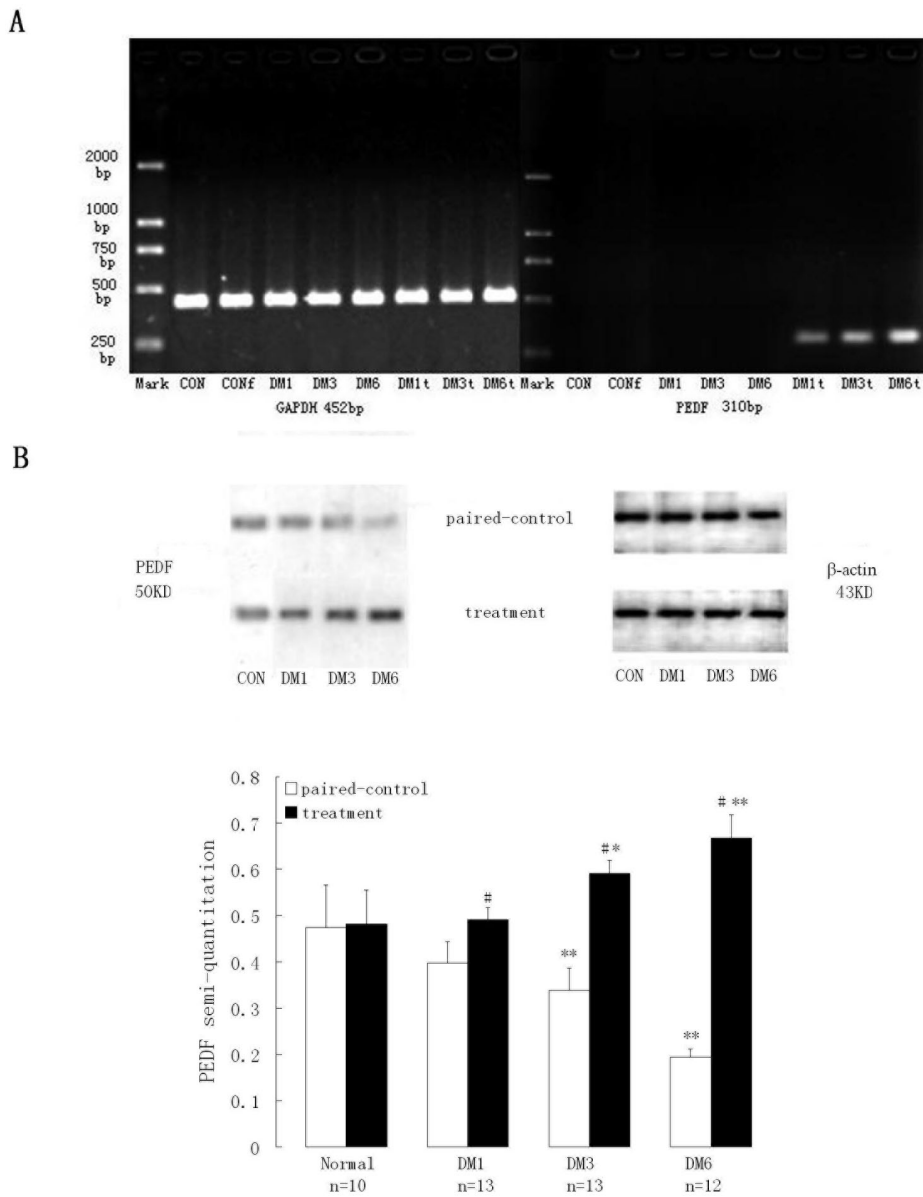 A
2000
bp
1000
bp
750
bp
500
bp
250
bp
Mark CON CONf DM1 DM3 DM6 DM1t DM3t DM6t Mark CON CONf DM1 DM3 DM6 DM1t DM3t DM6t
GAPDH 452bp PEDF 310bp
B
PEDF
50KD
paired-control
treatment
β-actin
43KD
CON DM1 DM3 DM6 CON DM1 DM3 DM6
0.8
0.7
0.6
0.5
0.4
0.3
0.2
0.1
0
PEDF semi-quantitation
paired-control
treatment
#
**
#*
**
# **
Normal DM1 DM3 DM6
n=10 n=13 n=13 n=12